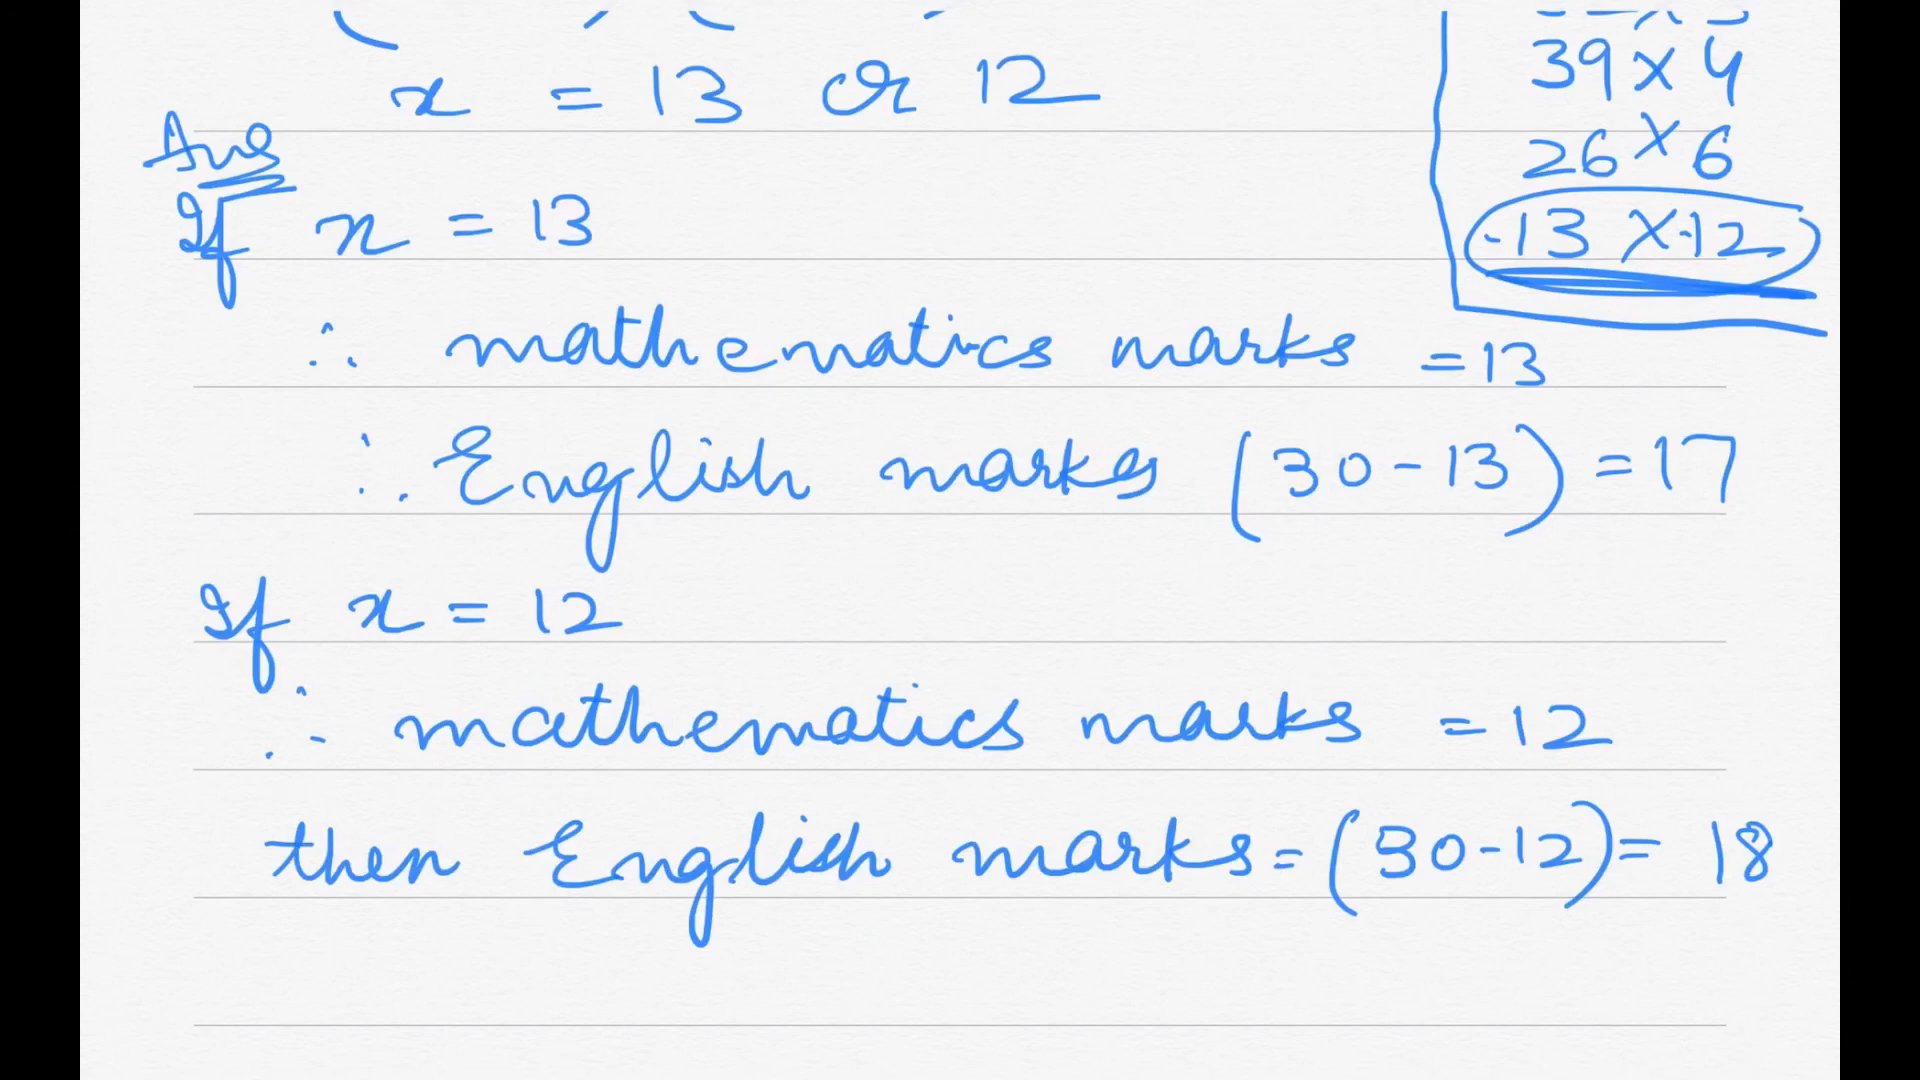 x = 13 or 12
Ans
If x = 13
∴ mathematics marks = 13
∴ English marks (30 - 13) = 17
If x = 12
∴ mathematics marks = 12
then English marks = (30 - 12) = 18
39 × 4
26 × 6
-13 × -12